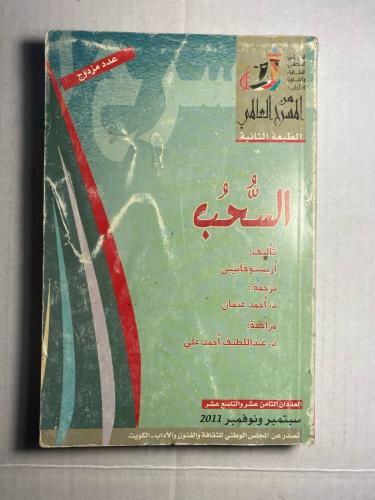 عدد مزدوج
من
المسرح العالمي
الطبعة الثانية
السُّحُب
تأليف:
أريستوفانيس
ترجمة:
د. أحمد عتمان
مراجعة:
د. عبداللطيف أحمد علي
العددان الثامن عشر والتاسع عشر
سبتمبر ونوفمبر 2011
تصدر عن المجلس الوطني للثقافة والفنون والآداب - الكويت